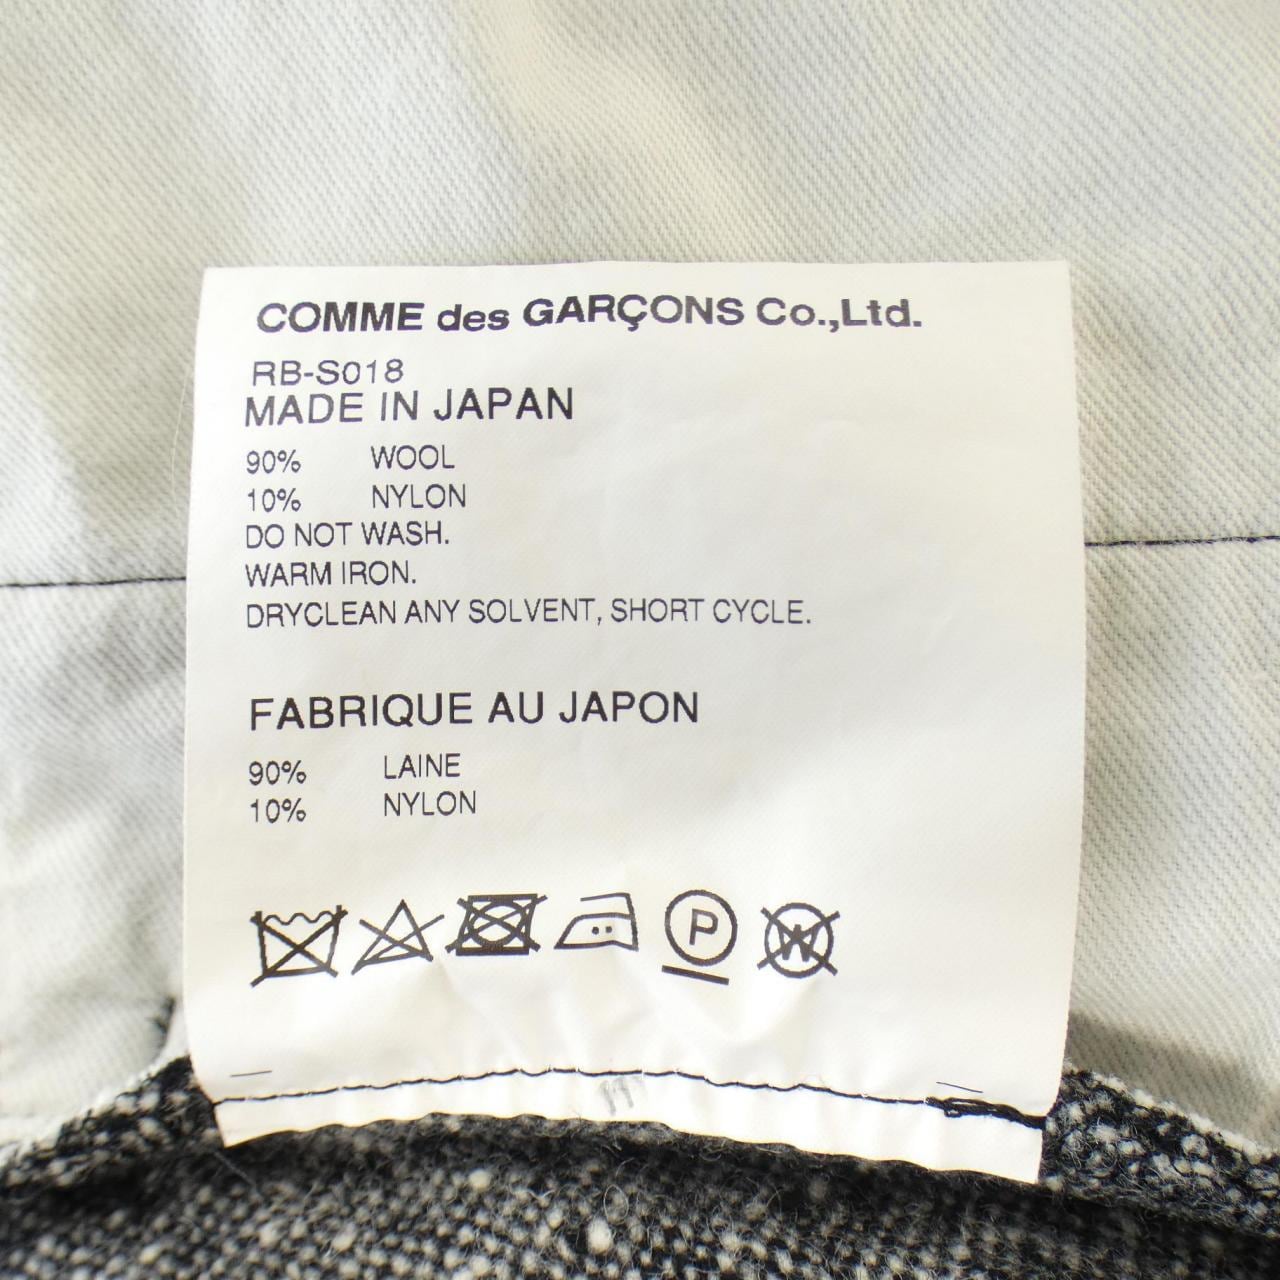 COMME des GARÇONS Co.,Ltd.
RB-S018
MADE IN JAPAN
90% WOOL
10% NYLON
DO NOT WASH.
WARM IRON.
DRYCLEAN ANY SOLVENT, SHORT CYCLE.
FABRIQUE AU JAPON
90% LAINE
10% NYLON
P W